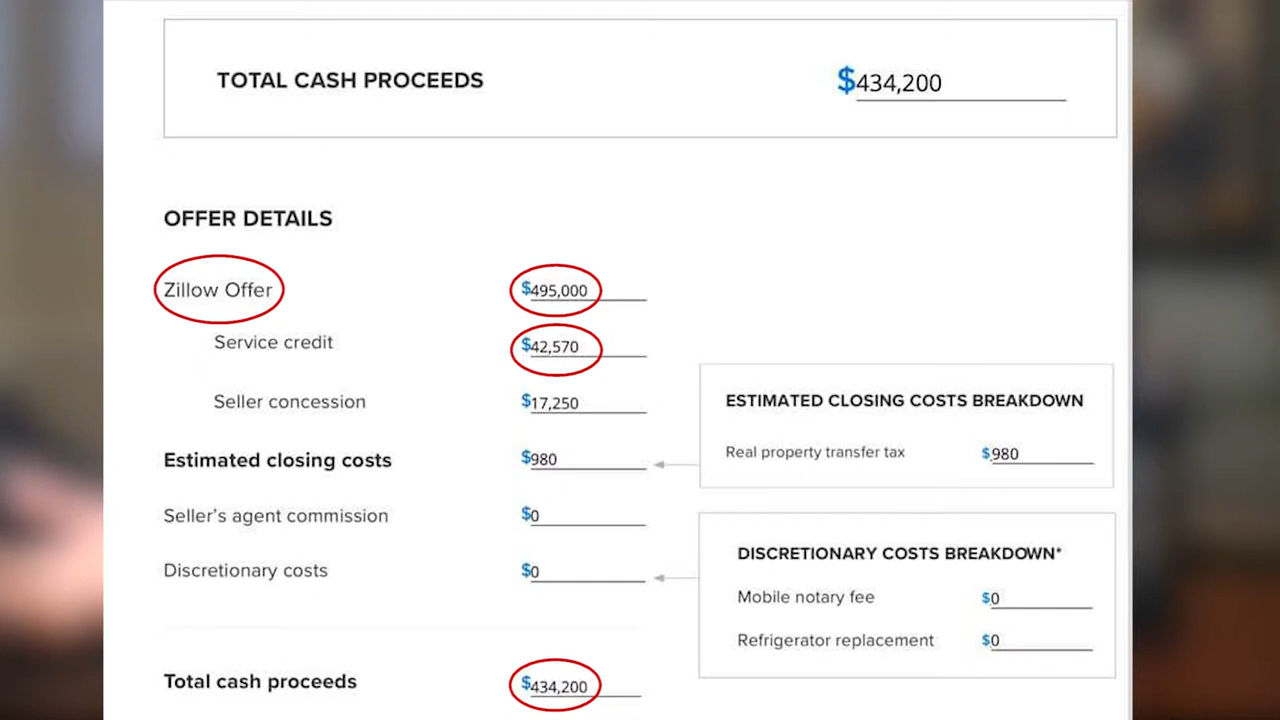 TOTAL CASH PROCEEDS $434,200
OFFER DETAILS
Zillow Offer $495,000
Service credit $42,570
Seller concession $17,250
Estimated closing costs $980
Seller’s agent commission $0
Discretionary costs $0
Total cash proceeds $434,200
ESTIMATED CLOSING COSTS BREAKDOWN
Real property transfer tax $980
DISCRETIONARY COSTS BREAKDOWN*
Mobile notary fee $0
Refrigerator replacement $0